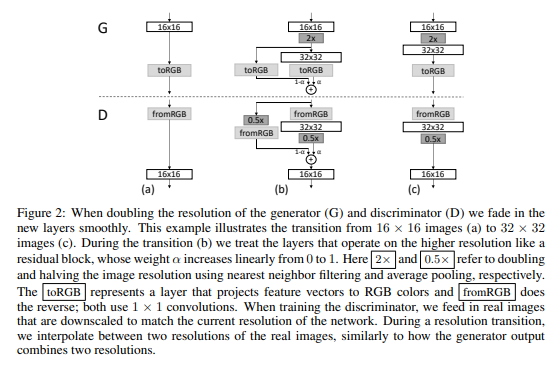 G
16x16
toRGB
16x16
2x
32x32
toRGB toRGB
1-α α
+
16x16
2x
32x32
toRGB
D
fromRGB
16x16
(a)
0.5x
fromRGB
fromRGB
32x32
0.5x
1-α α
+
16x16
(b)
fromRGB
32x32
0.5x
16x16
(c)
Figure 2: When doubling the resolution of the generator (G) and discriminator (D) we fade in the
new layers smoothly. This example illustrates the transition from 16 × 16 images (a) to 32 × 32
images (c). During the transition (b) we treat the layers that operate on the higher resolution like a
residual block, whose weight α increases linearly from 0 to 1. Here 2× and 0.5× refer to doubling
and halving the image resolution using nearest neighbor filtering and average pooling, respectively.
The toRGB represents a layer that projects feature vectors to RGB colors and fromRGB does
the reverse; both use 1 × 1 convolutions. When training the discriminator, we feed in real images
that are downscaled to match the current resolution of the network. During a resolution transition,
we interpolate between two resolutions of the real images, similarly to how the generator output
combines two resolutions.